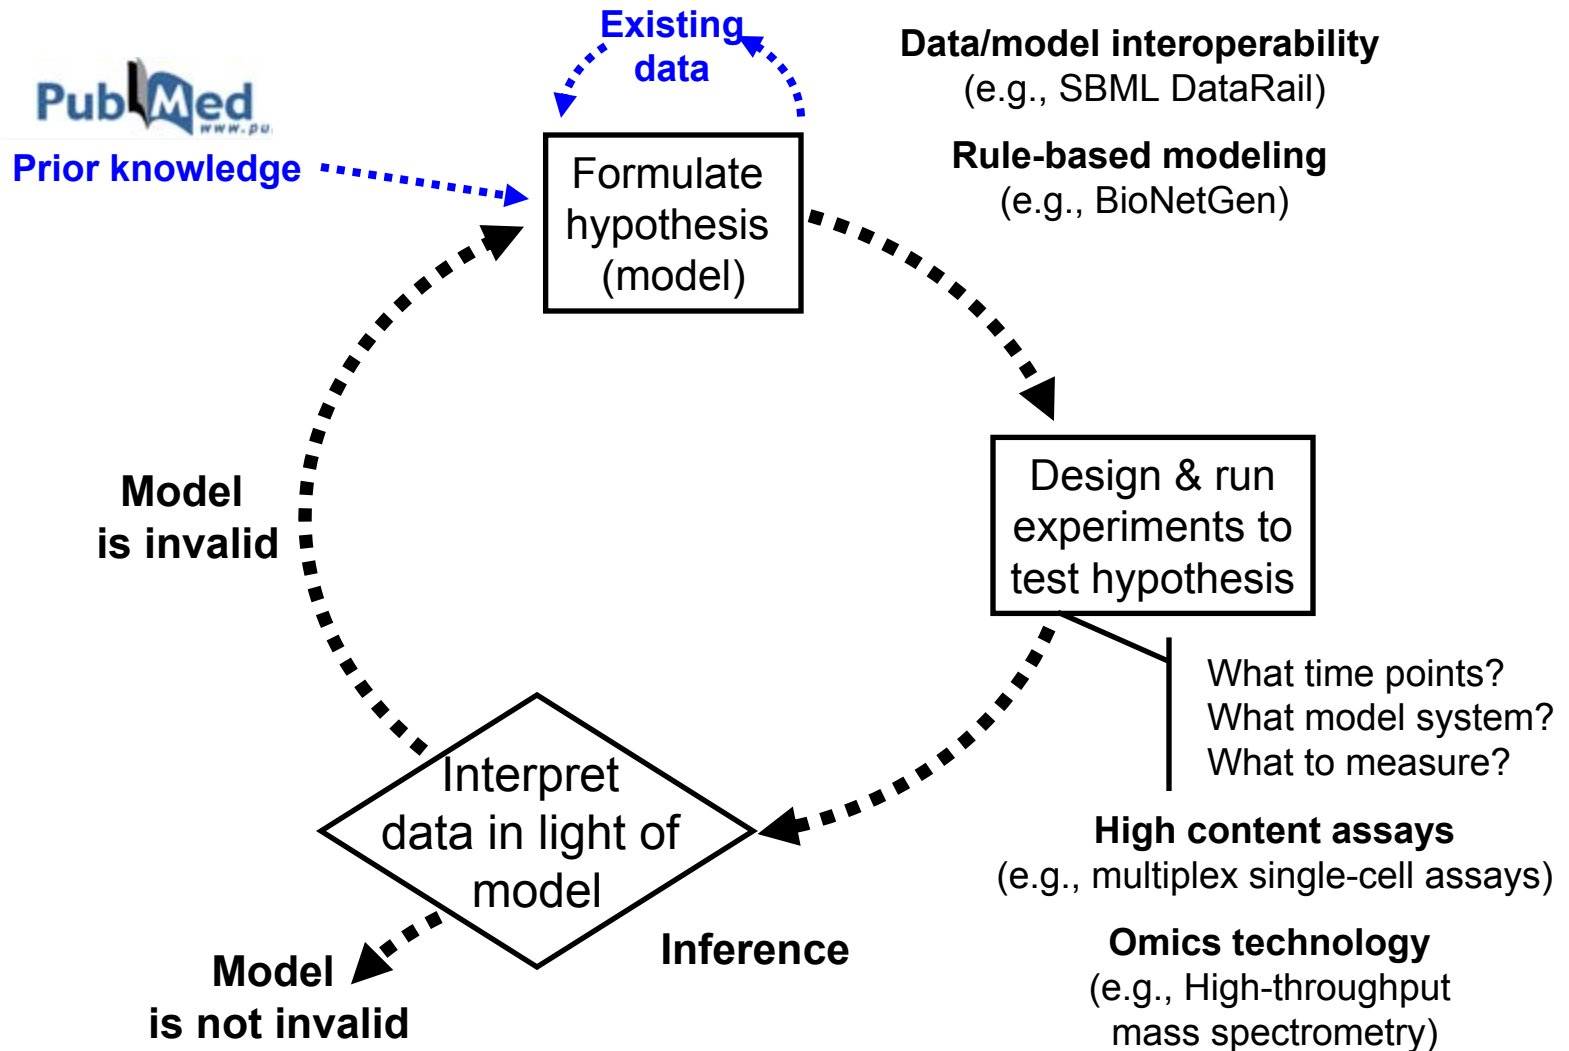 Existing
data
Data/model interoperability
(e.g., SBML DataRail)
PubMed
www.pu
Prior knowledge
Rule-based modeling
(e.g., BioNetGen)
Formulate
hypothesis
(model)
Model
is invalid
Design & run
experiments to
test hypothesis
What time points?
What model system?
What to measure?
Interpret
data in light of
model
High content assays
(e.g., multiplex single-cell assays)
Inference
Omics technology
(e.g., High-throughput
mass spectrometry)
Model
is not invalid